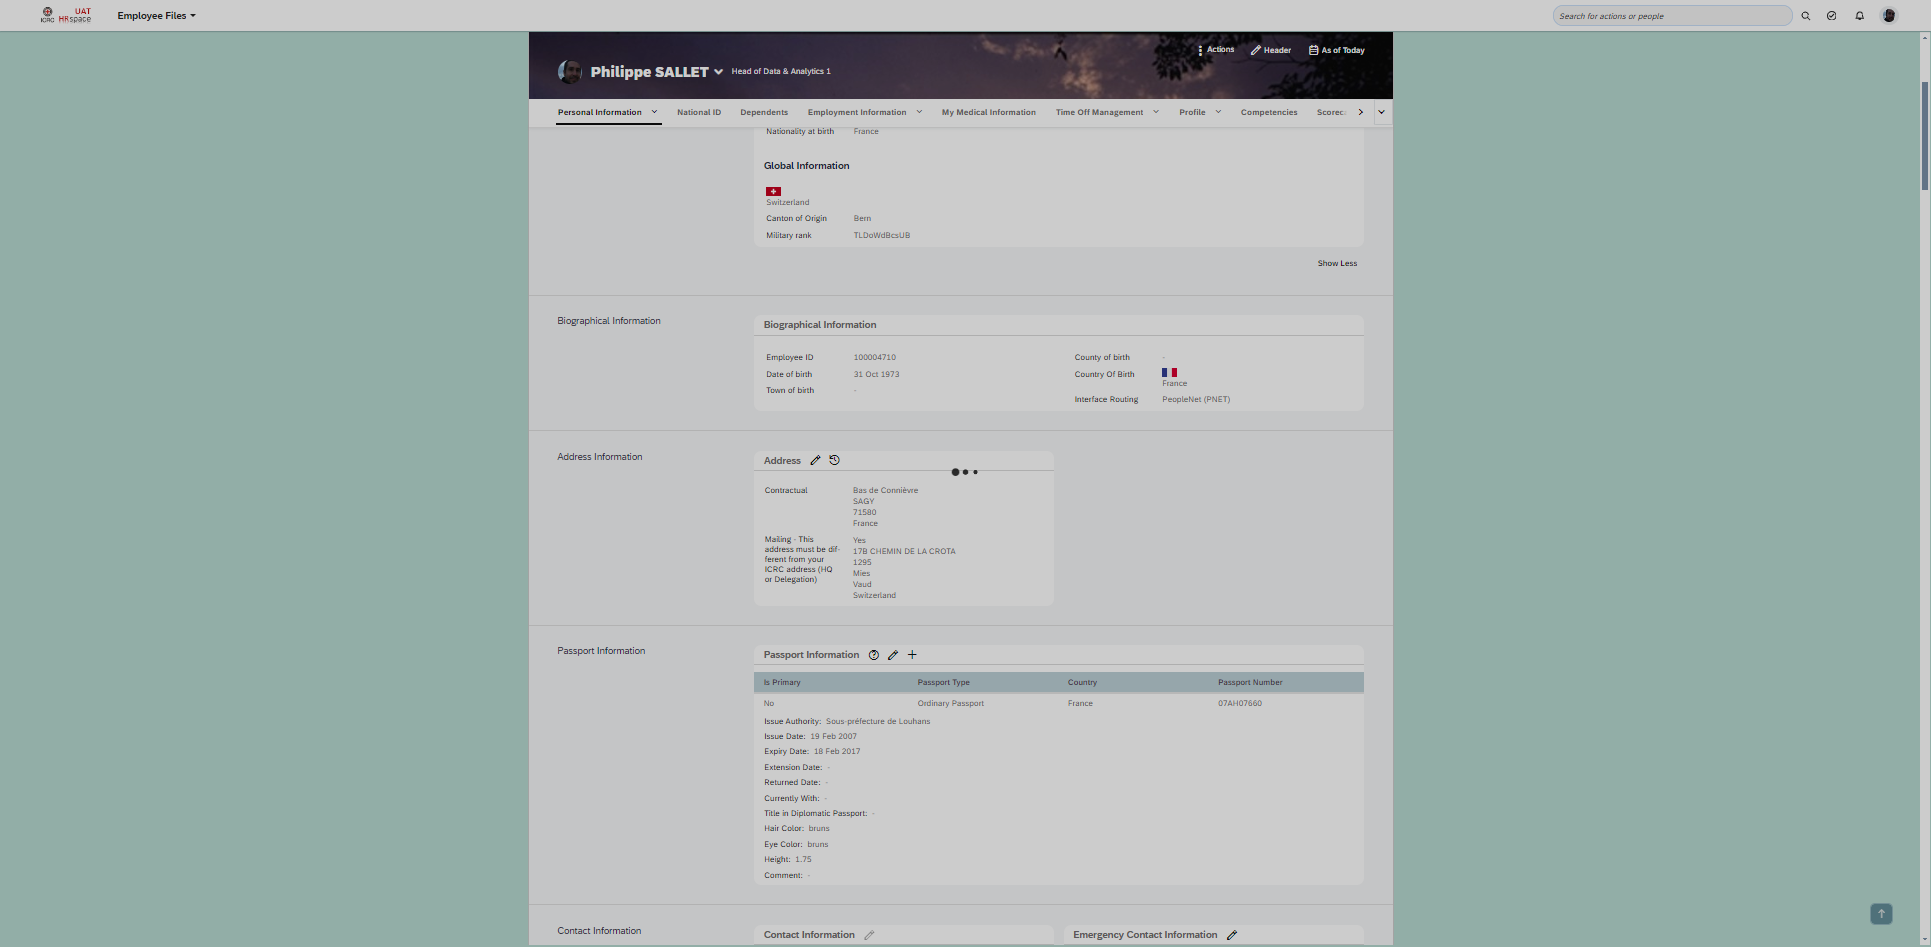 ICRC
UAT
HRspace
Employee Files
Search for actions or people
Actions
Header
As of Today
Philippe SALLET
Head of Data & Analytics 1
Personal Information
National ID
Dependents
Employment Information
My Medical Information
Time Off Management
Profile
Competencies
Nationality at birth France
Global Information
Switzerland
Canton of Origin Bern
Military rank TLDoWdBcsUB
Show Less
Biographical Information
Biographical Information
Employee ID 100004710
Date of birth 31 Oct 1973
Town of birth -
County of birth -
Country Of Birth
France
Interface Routing PeopleNet (PNET)
Address Information
Address
Contractual Bas de Connièvre
SAGY
71580
France
Mailing - This
address must be dif-
ferent from your
ICRC address (HQ
or Delegation)
Yes
17B CHEMIN DE LA CROTA
1295
Mies
Vaud
Switzerland
Passport Information
Passport Information
Is Primary Passport Type Country Passport Number
No Ordinary Passport France 07AH07660
Issue Authority: Sous-préfecture de Louhans
Issue Date: 19 Feb 2007
Expiry Date: 18 Feb 2017
Extension Date: -
Returned Date: -
Currently With: -
Title in Diplomatic Passport: -
Hair Color: bruns
Eye Color: bruns
Height: 1.75
Comment: -
Contact Information
Contact Information
Emergency Contact Information